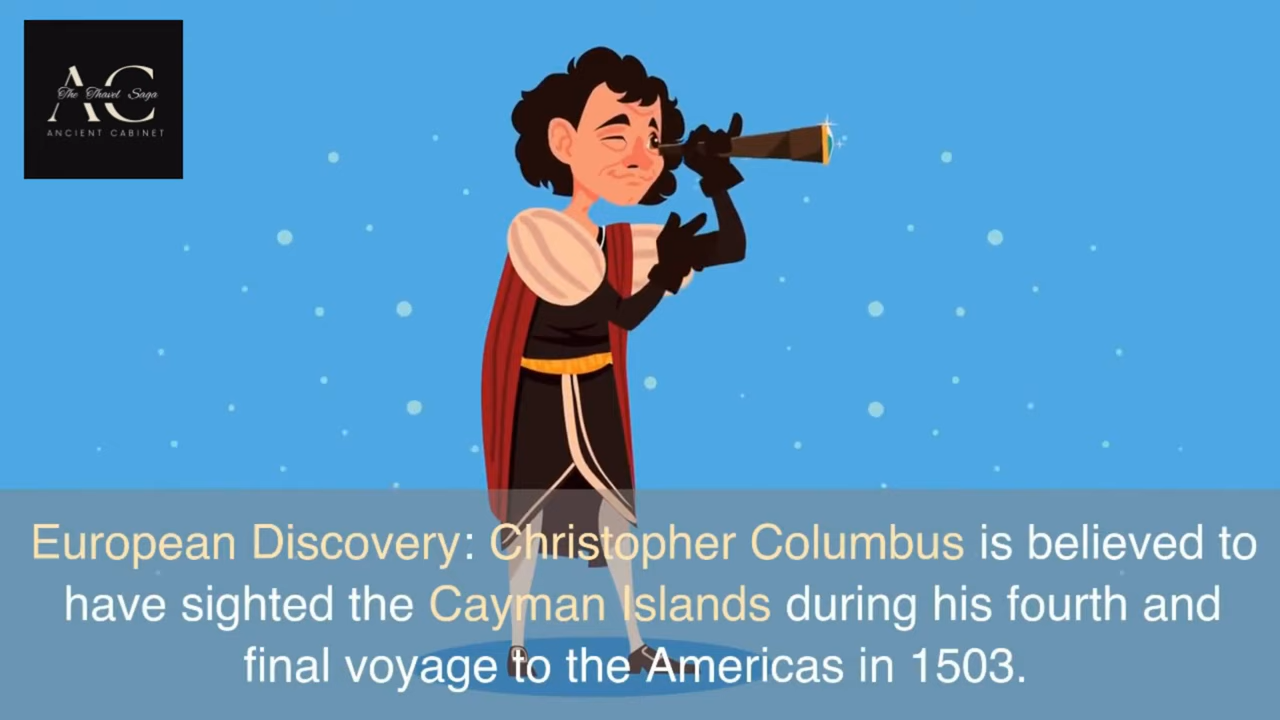 AC
The Travel Saga
ANCIENT CABINET
European Discovery: Christopher Columbus is believed to
have sighted the Cayman Islands during his fourth and
final voyage to the Americas in 1503.